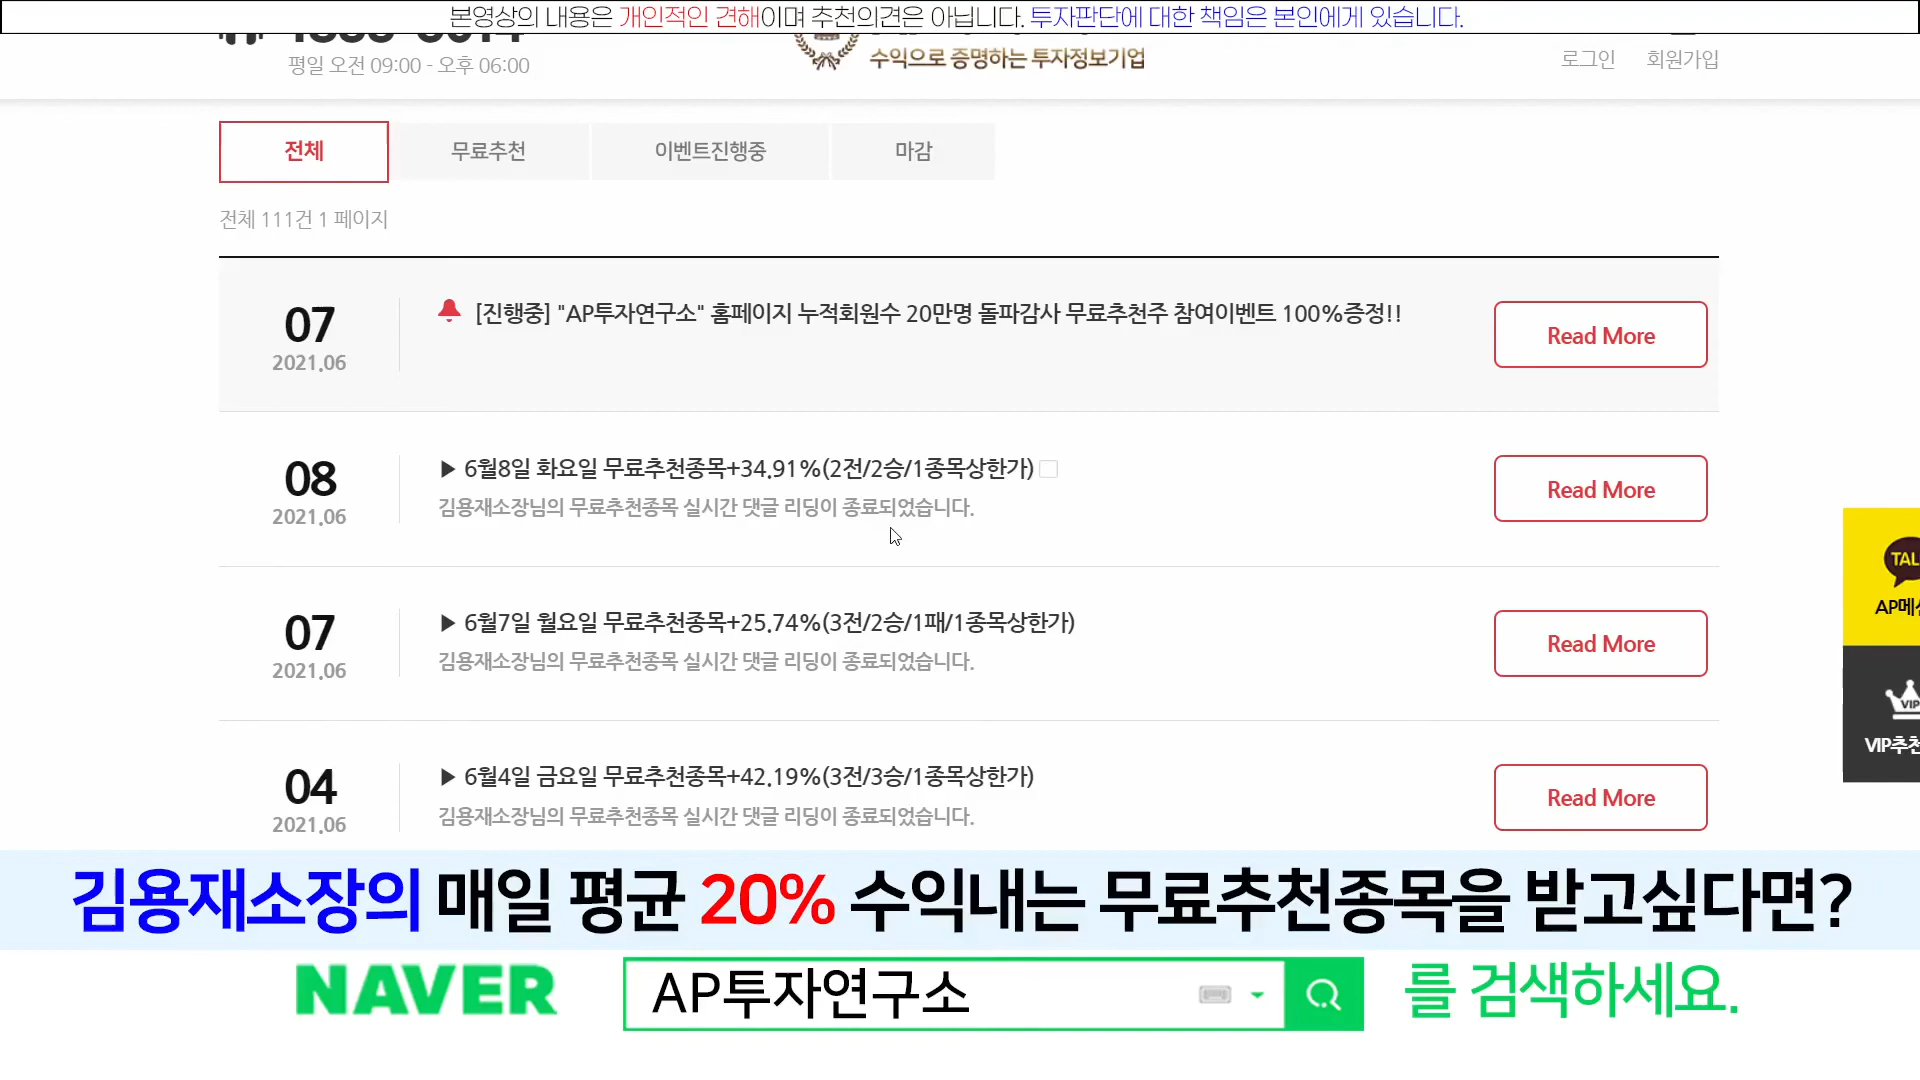 본영상의 내용은 개인적인 견해이며 추천의견은 아닙니다. 투자판단에 대한 책임은 본인에게 있습니다.
평일 오전 09:00 - 오후 06:00
수익으로 증명하는 투자정보기업
로그인 회원가입
전체 무료추천 이벤트진행중 마감
전체 111건 1 페이지
07
2021.06
[진행중] "AP투자연구소" 홈페이지 누적회원수 20만명 돌파감사 무료추천주 참여이벤트 100%증정!!
Read More
08
2021.06
▶ 6월8일 화요일 무료추천종목+34.91%(2전/2승/1종목상한가)
김용재소장님의 무료추천종목 실시간 댓글 리딩이 종료되었습니다.
Read More
07
2021.06
▶ 6월7일 월요일 무료추천종목+25.74%(3전/2승/1패/1종목상한가)
김용재소장님의 무료추천종목 실시간 댓글 리딩이 종료되었습니다.
Read More
04
2021.06
▶ 6월4일 금요일 무료추천종목+42.19%(3전/3승/1종목상한가)
김용재소장님의 무료추천종목 실시간 댓글 리딩이 종료되었습니다.
Read More
TAL
AP메
VIP
VIP추천
김용재소장의 매일 평균 20% 수익내는 무료추천종목을 받고싶다면?
NAVER AP투자연구소 를 검색하세요.